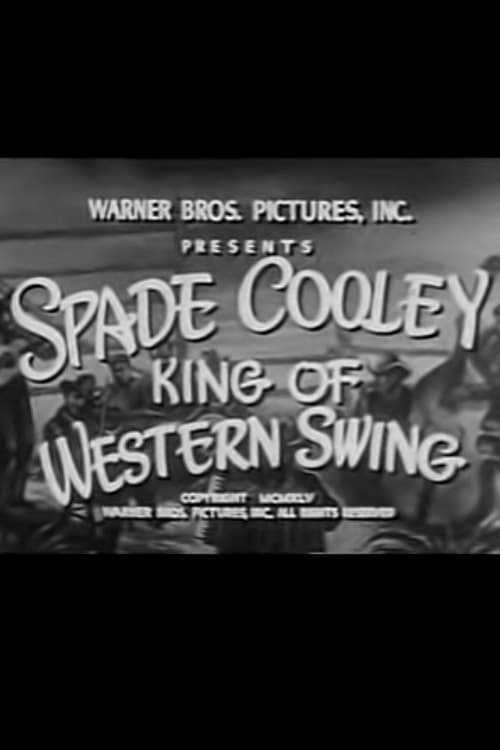 WARNER BROS. PICTURES, INC.
PRESENTS
SPADE COOLEY
KING OF
WESTERN SWING
COPYRIGHT MCMXLV
WARNER BROS. PICTURES, INC. ALL RIGHTS RESERVED